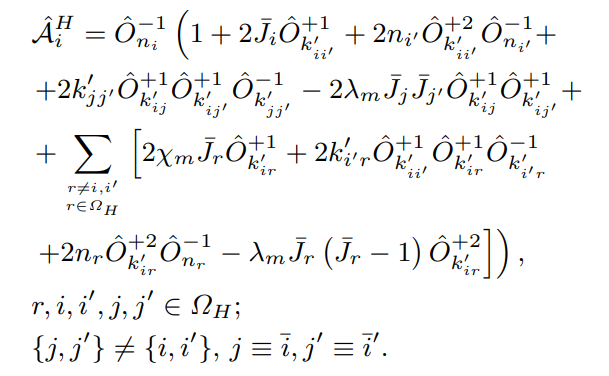 $\hat{\mathcal{A}}_i^H = \hat{O}_{n_i}^{-1} \Big( 1 + 2\bar{J}_i \hat{O}_{k'_{ii'}}^{+1} + 2n_{i'} \hat{O}_{k'_{ii'}}^{+2} \hat{O}_{n_{i'}}^{-1} +$
$+ 2k'_{jj'} \hat{O}_{k'_{ij}}^{+1} \hat{O}_{k'_{ij'}}^{+1} \hat{O}_{k'_{jj'}}^{-1} - 2\lambda_m \bar{J}_j \bar{J}_{j'} \hat{O}_{k'_{ij}}^{+1} \hat{O}_{k'_{ij'}}^{+1} +$
$+ \sum_{\substack{r \neq i,i' \\ r \in \Omega_H}} \Big[ 2\chi_m \bar{J}_r \hat{O}_{k'_{ir}}^{+1} + 2k'_{i'r} \hat{O}_{k'_{ii'}}^{+1} \hat{O}_{k'_{ir}}^{+1} \hat{O}_{k'_{i'r}}^{-1}$
$+ 2n_r \hat{O}_{k'_{ir}}^{+2} \hat{O}_{n_r}^{-1} - \lambda_m \bar{J}_r \left( \bar{J}_r - 1 \right) \hat{O}_{k'_{ir}}^{+2} \Big] \Big),$
$r, i, i', j, j' \in \Omega_H;$
$\{j, j'\} \neq \{i, i'\}, \, j \equiv \bar{i}, j' \equiv \bar{i}'.$